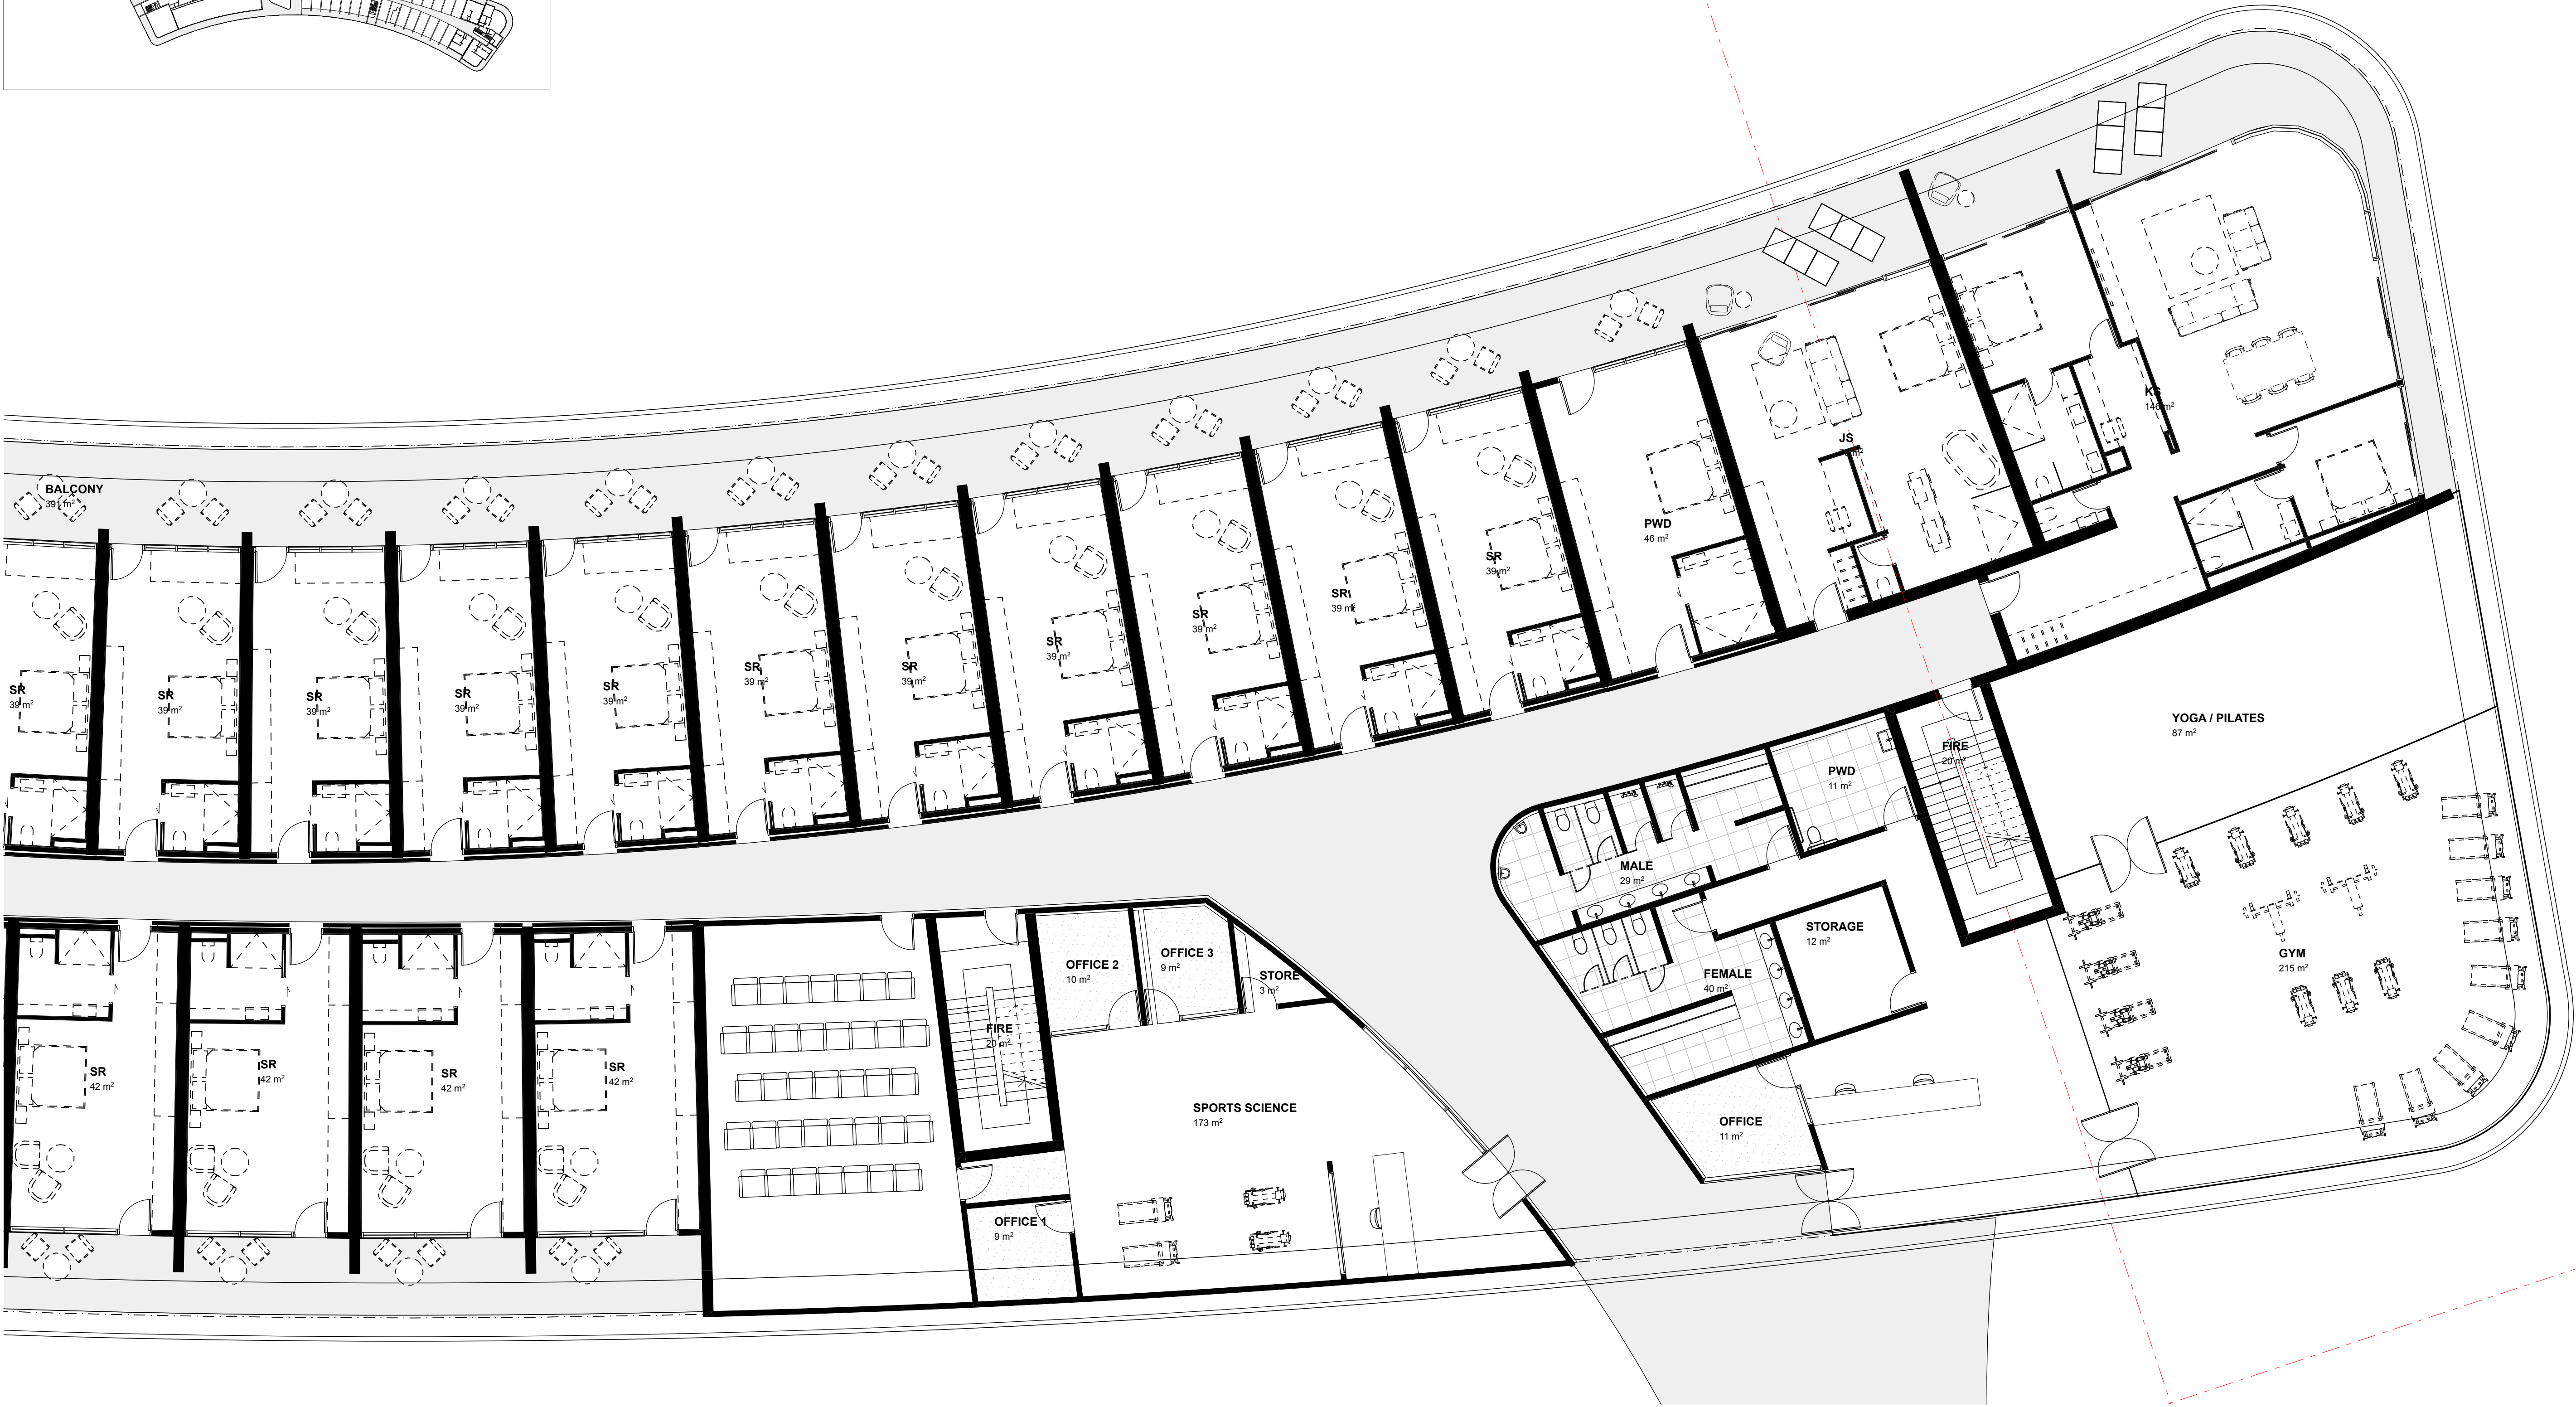 BALCONY
391 m²
SR
39 m²
SR
39 m²
SR
39 m²
SR
39 m²
SR
39 m²
SR
39 m²
SR
39 m²
SR
39 m²
SR
39 m²
SR
39 m²
SR
39 m²
PWD
46 m²
JS
KS
146 m²
YOGA / PILATES
87 m²
FIRE
20 m²
PWD
11 m²
MALE
29 m²
STORAGE
12 m²
FEMALE
40 m²
GYM
215 m²
OFFICE
11 m²
OFFICE 2
10 m²
OFFICE 3
9 m²
STORE
3 m²
FIRE
20 m²
SR
42 m²
SR
42 m²
SR
42 m²
SR
42 m²
SPORTS SCIENCE
173 m²
OFFICE 1
9 m²